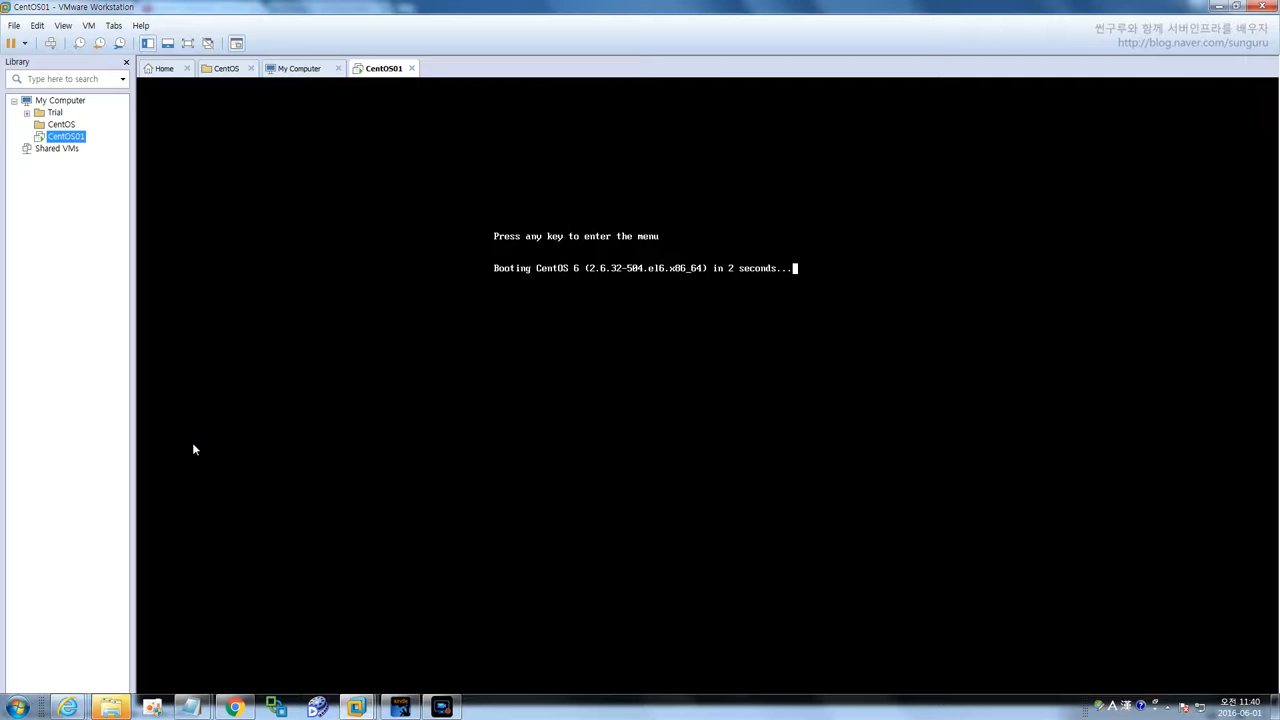 CentOS01 - VMware Workstation
File Edit View VM Tabs Help
썬구루와 함께 서버인프라를 배우자
http://blog.naver.com/sunguru
Library
Type here to search
Home
CentOS
My Computer
CentOS01
My Computer
Trial
CentOS
CentOS01
Shared VMs
Press any key to enter the menu
Booting CentOS 6 (2.6.32-504.el6.x86_64) in 2 seconds...
kindle
A 漢
오전 11:40
2016-06-01